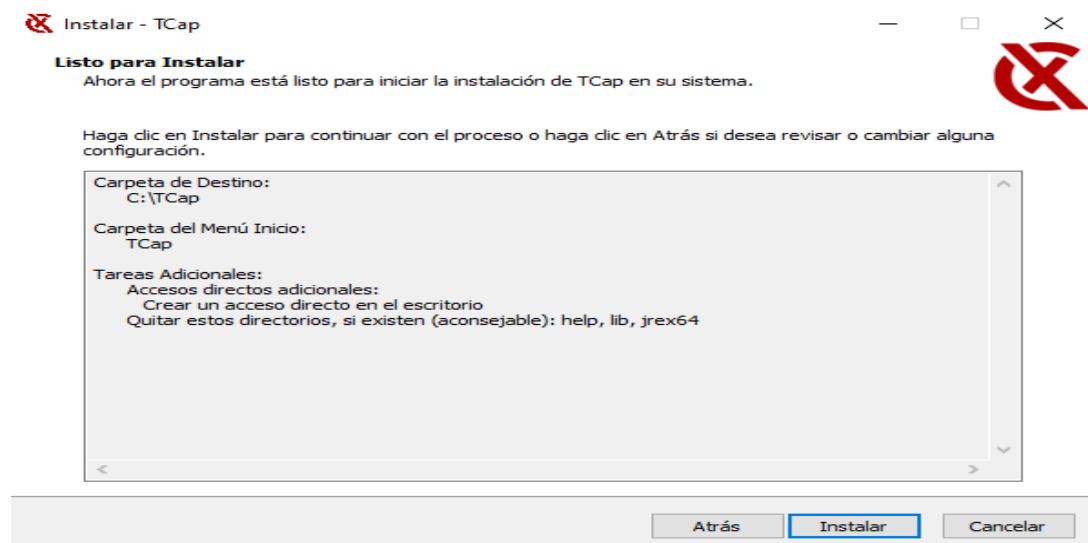 Instalar - TCap
Listo para Instalar
Ahora el programa está listo para iniciar la instalación de TCap en su sistema.
Haga clic en Instalar para continuar con el proceso o haga clic en Atrás si desea revisar o cambiar alguna
configuración.
Carpeta de Destino:
C:\TCap
Carpeta del Menú Inicio:
TCap
Tareas Adicionales:
Accesos directos adicionales:
Crear un acceso directo en el escritorio
Quitar estos directorios, si existen (aconsejable): help, lib, jrex64
Atrás
Instalar
Cancelar